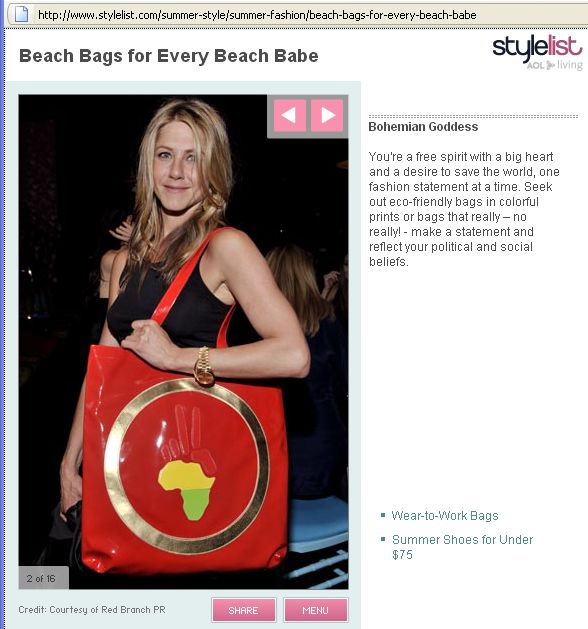 http://www.stylelist.com/summer-style/summer-fashion/beach-bags-for-every-beach-babe
Beach Bags for Every Beach Babe
stylelist
AOL living
Bohemian Goddess
You're a free spirit with a big heart
and a desire to save the world, one
fashion statement at a time. Seek
out eco-friendly bags in colorful
prints or bags that really – no
really! - make a statement and
reflect your political and social
beliefs.
Wear-to-Work Bags
Summer Shoes for Under
$75
2 of 16
Credit: Courtesy of Red Branch PR
SHARE
MENU